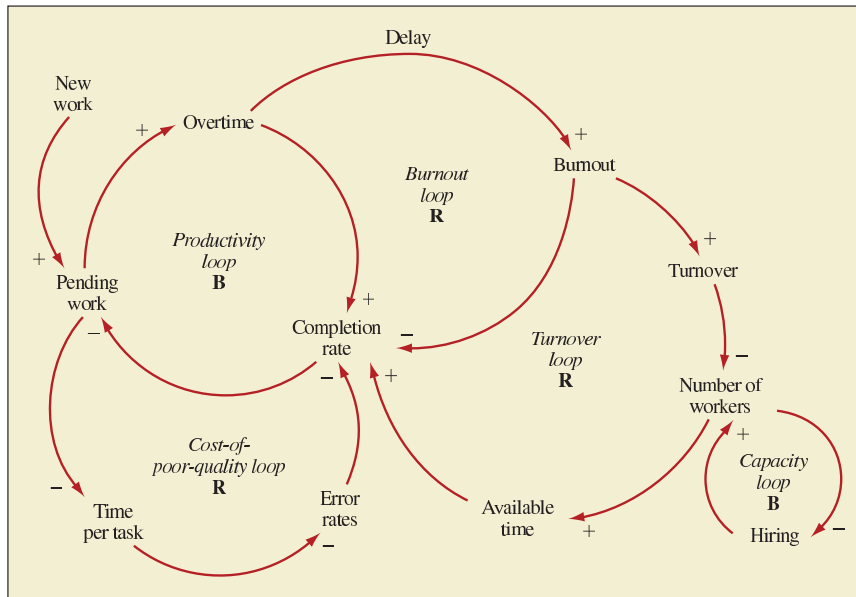 Delay
New
work
+
Overtime
+
Burnout
Burnout
loop
R
+
Turnover
+
Productivity
loop
B
Pending
work
–
+
Completion
rate
–
–
+
Turnover
loop
R
–
Number of
workers
+
Capacity
loop
B
–
Hiring
Cost-of-
poor-quality loop
R
–
Time
per task
Error
rates
–
Available
time
+